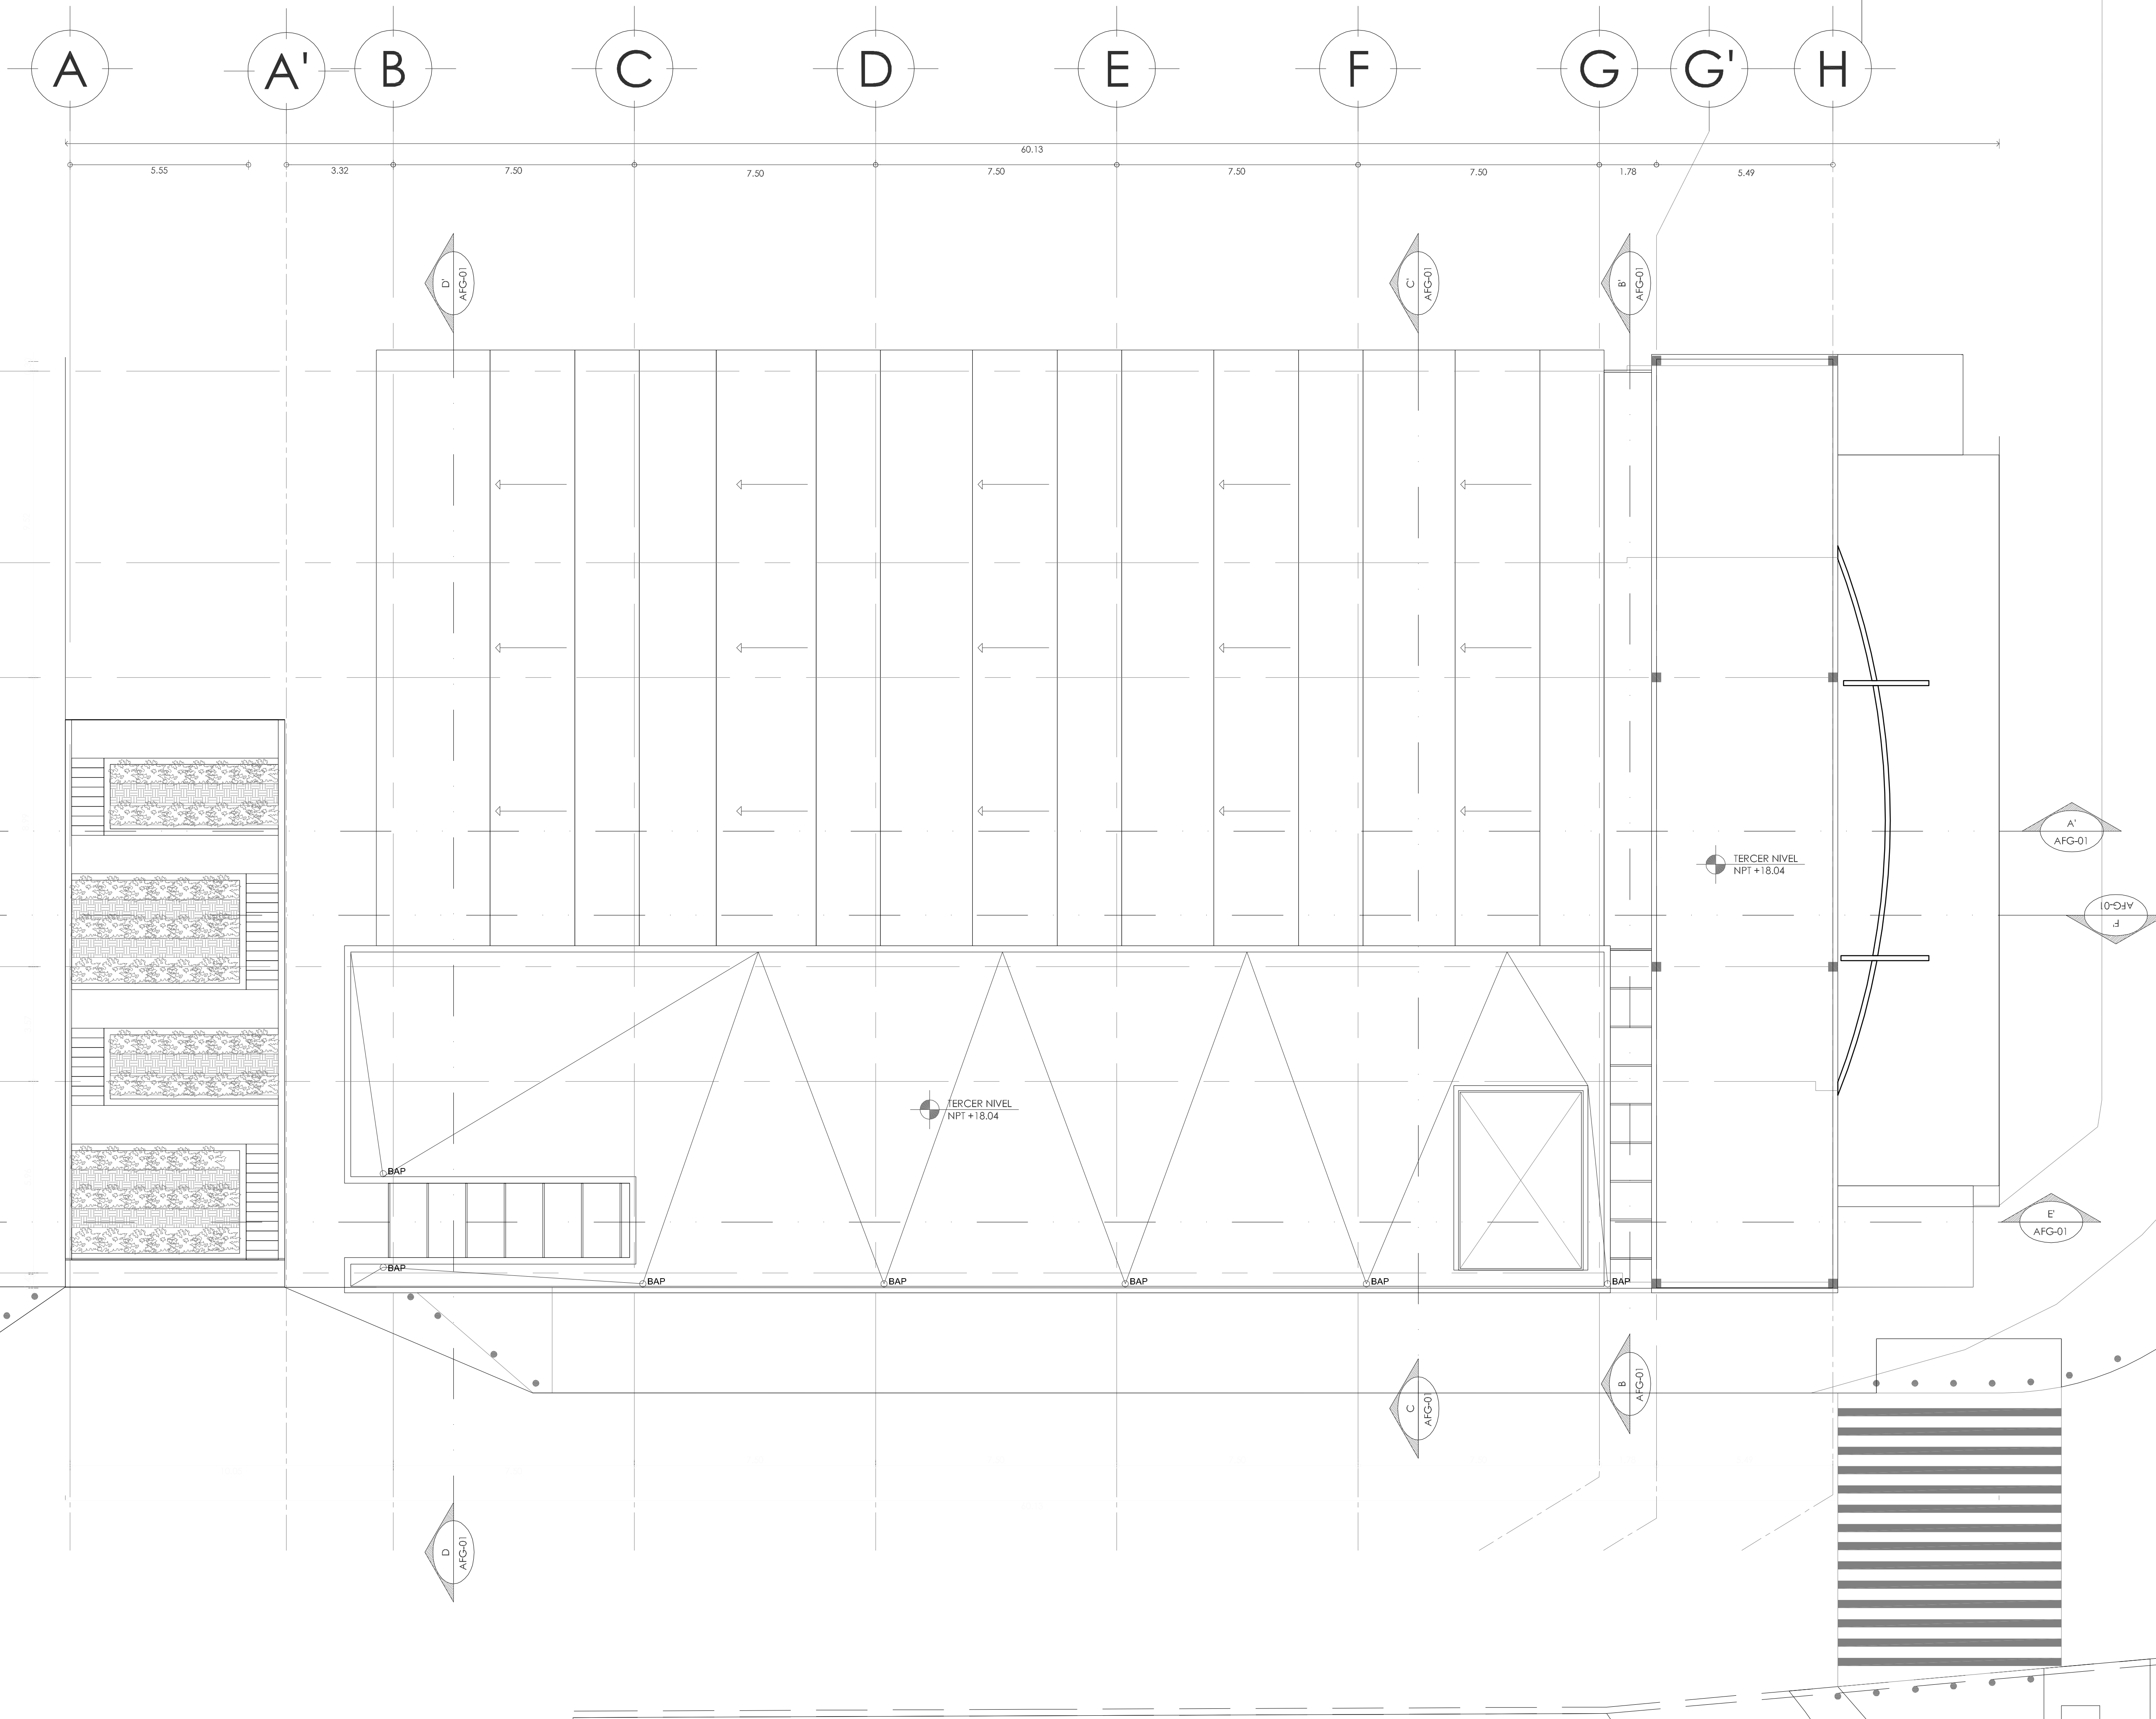 A A' B C D E F G G' H
60.13
5.55 3.32 7.50 7.50 7.50 7.50 7.50 1.78 5.49
D'
AFG-01
C'
AFG-01
B'
AFG-01
A'
AFG-01
TERCER NIVEL
NPT +18.04
F'
AFG-01
TERCER NIVEL
NPT +18.04
BAP
E'
AFG-01
BAP
BAP BAP BAP BAP BAP
B
AFG-01
C
AFG-01
D
AFG-01